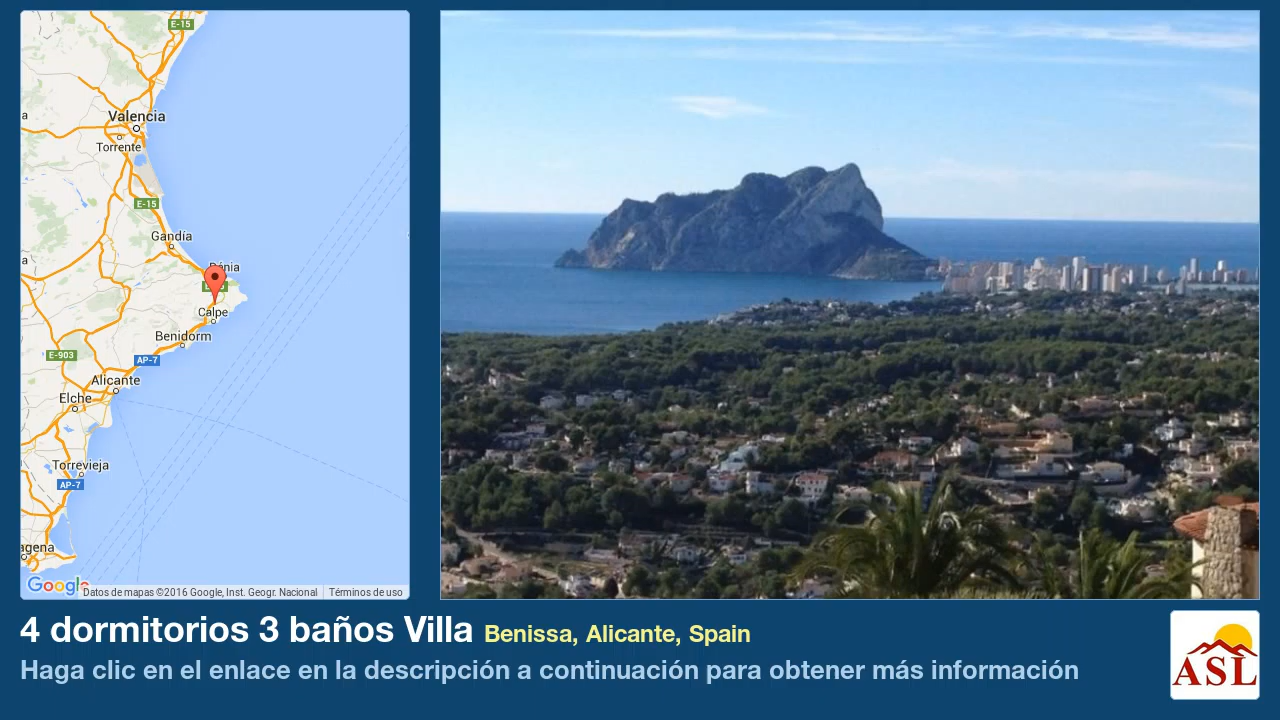 E-15
Valencia
Torrente
E-15
Gandía
a
a
Calpe
Benidorm
AP-7
E-903
Alicante
Elche
Torrevieja
AP-7
agena
Google
Datos de mapas ©2016 Google, Inst. Geogr. Nacional
Términos de uso
4 dormitorios 3 baños Villa Benissa, Alicante, Spain
Haga clic en el enlace en la descripción a continuación para obtener más información
ASL